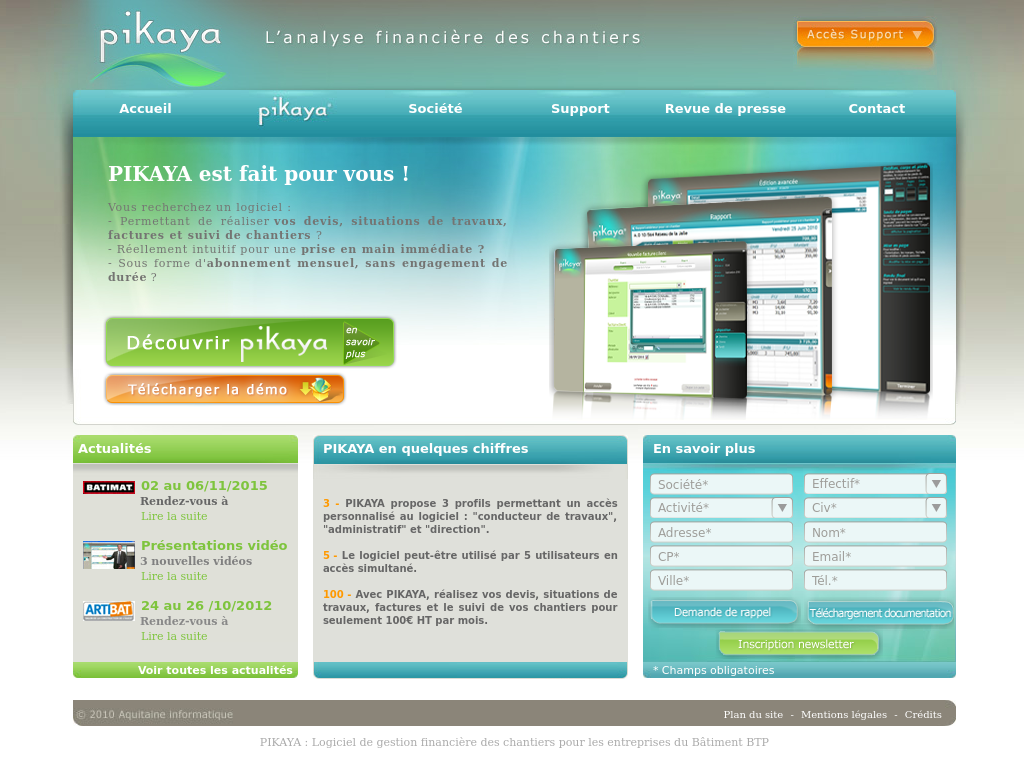 pikaya
L'analyse financière des chantiers
Accès Support
Accueil
pikaya
Société
Support
Revue de presse
Contact
PIKAYA est fait pour vous !
Vous recherchez un logiciel :
- Permettant de réaliser vos devis, situations de travaux,
factures et suivi de chantiers ?
- Réellement intuitif pour une prise en main immédiate ?
- Sous forme d'abonnement mensuel, sans engagement de
durée ?
Édition avancée
pikaya
Rapport
pikaya
pikaya
Découvrir pikaya
en
savoir
plus
Télécharger la démo
Terminer
Actualités
BATIMAT
02 au 06/11/2015
Rendez-vous à
Lire la suite
Présentations vidéo
3 nouvelles vidéos
Lire la suite
ARTIBAT
24 au 26 /10/2012
Rendez-vous à
Lire la suite
Voir toutes les actualités
PIKAYA en quelques chiffres
3 - PIKAYA propose 3 profils permettant un accès
personnalisé au logiciel : "conducteur de travaux",
"administratif" et "direction".
5 - Le logiciel peut-être utilisé par 5 utilisateurs en
accès simultané.
100 - Avec PIKAYA, réalisez vos devis, situations de
travaux, factures et le suivi de vos chantiers pour
seulement 100€ HT par mois.
En savoir plus
Société*
Effectif*
Activité*
Civ*
Adresse*
Nom*
CP*
Email*
Ville*
Tél.*
Demande de rappel
Téléchargement documentation
Inscription newsletter
* Champs obligatoires
© 2010 Aquitaine informatique
Plan du site - Mentions légales - Crédits
PIKAYA : Logiciel de gestion financière des chantiers pour les entreprises du Bâtiment BTP